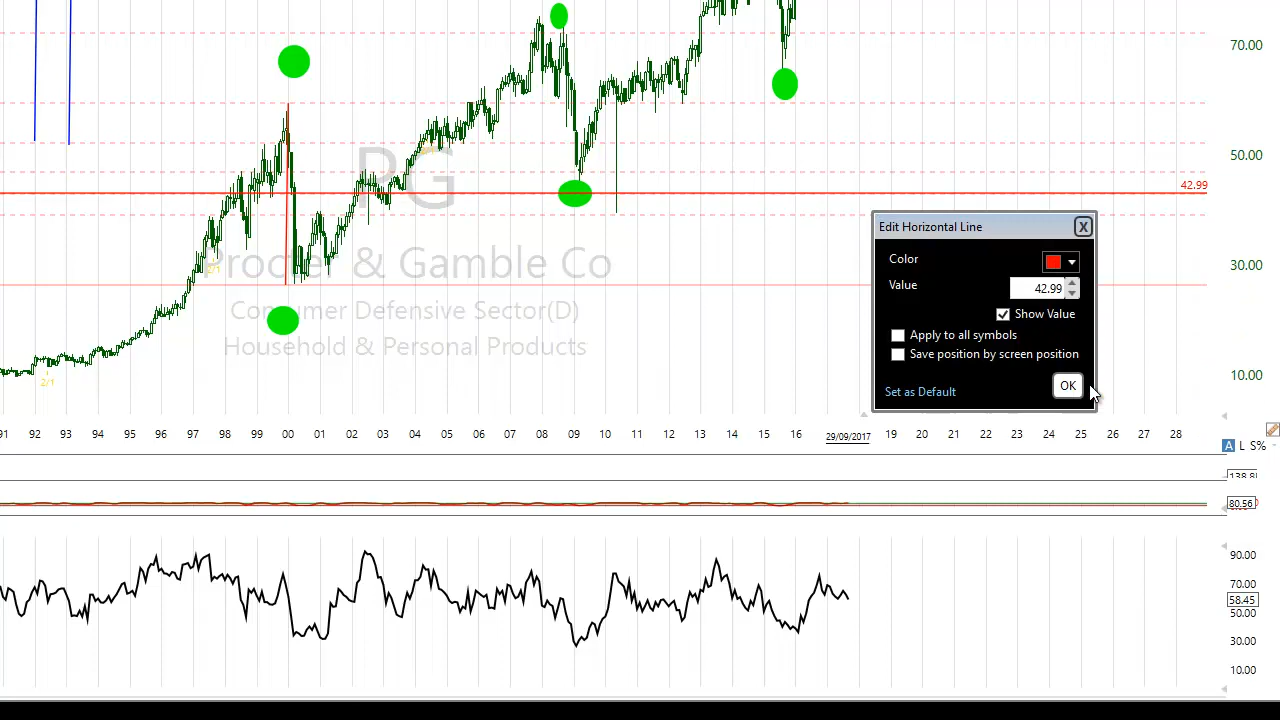 70.00
50.00
42.99
PG
30.00
Procter & Gamble Co
2/1
Consumer Defensive Sector(D)
Household & Personal Products
10.00
2/1
Edit Horizontal Line
X
Color
Value
42.99
Show Value
Apply to all symbols
Save position by screen position
Set as Default
OK
91 92 93 94 95 96 97 98 99 00 01 02 03 04 05 06 07 08 09 10 11 12 13 14 15 16 29/09/2017 19 20 21 22 23 24 25 26 27 28
A L S%
80.56
90.00
70.00
58.45
50.00
30.00
10.00